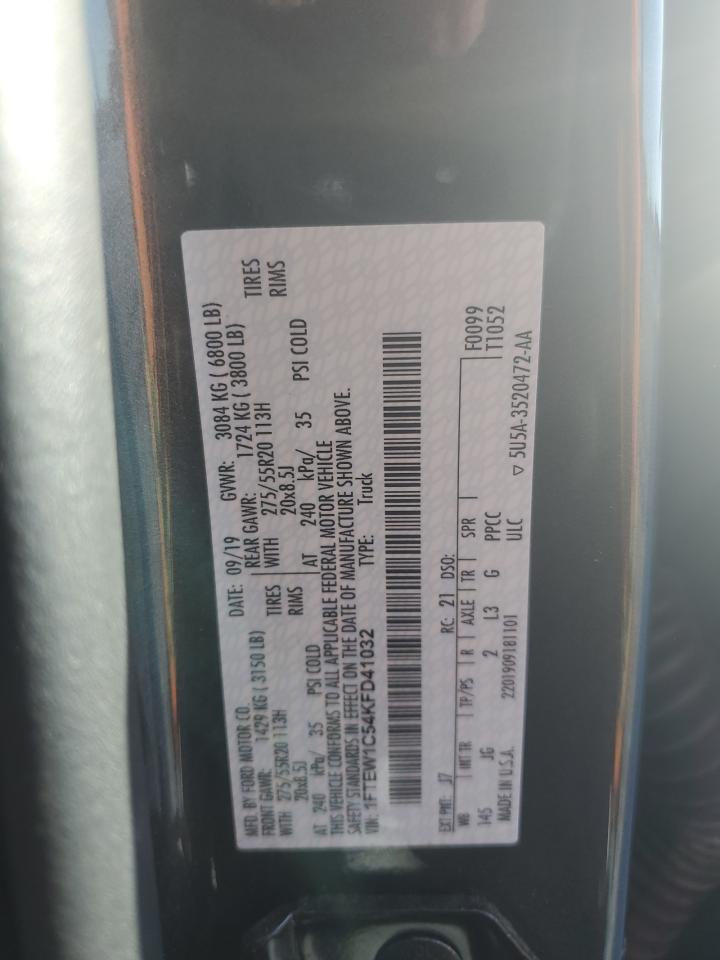 MFD. BY FORD MOTOR CO. DATE: 09/19 GVWR: 3084 KG ( 6800 LB)
FRONT GAWR: 1429 KG ( 3150 LB) REAR GAWR: 1724 KG ( 3800 LB)
WITH 275/55R20 113H TIRES WITH 275/55R20 113H TIRES
20x8.5J RIMS 20x8.5J RIMS
AT 240 kPa/ 35 PSI COLD AT 240 kPa/ 35 PSI COLD
THIS VEHICLE CONFORMS TO ALL APPLICABLE FEDERAL MOTOR VEHICLE
SAFETY STANDARDS IN EFFECT ON THE DATE OF MANUFACTURE SHOWN ABOVE.
VIN: 1FTEW1C54KFD41032 TYPE: Truck
EXT PNT: J7 RC: 21 DSO: F0099
WB INT TR TP/PS R AXLE TR SPR T1052
145 JG 2 L3 G PPCC
MADE IN U.S.A. 2201909181101 ULC
▽ 5U5A-3520472-AA